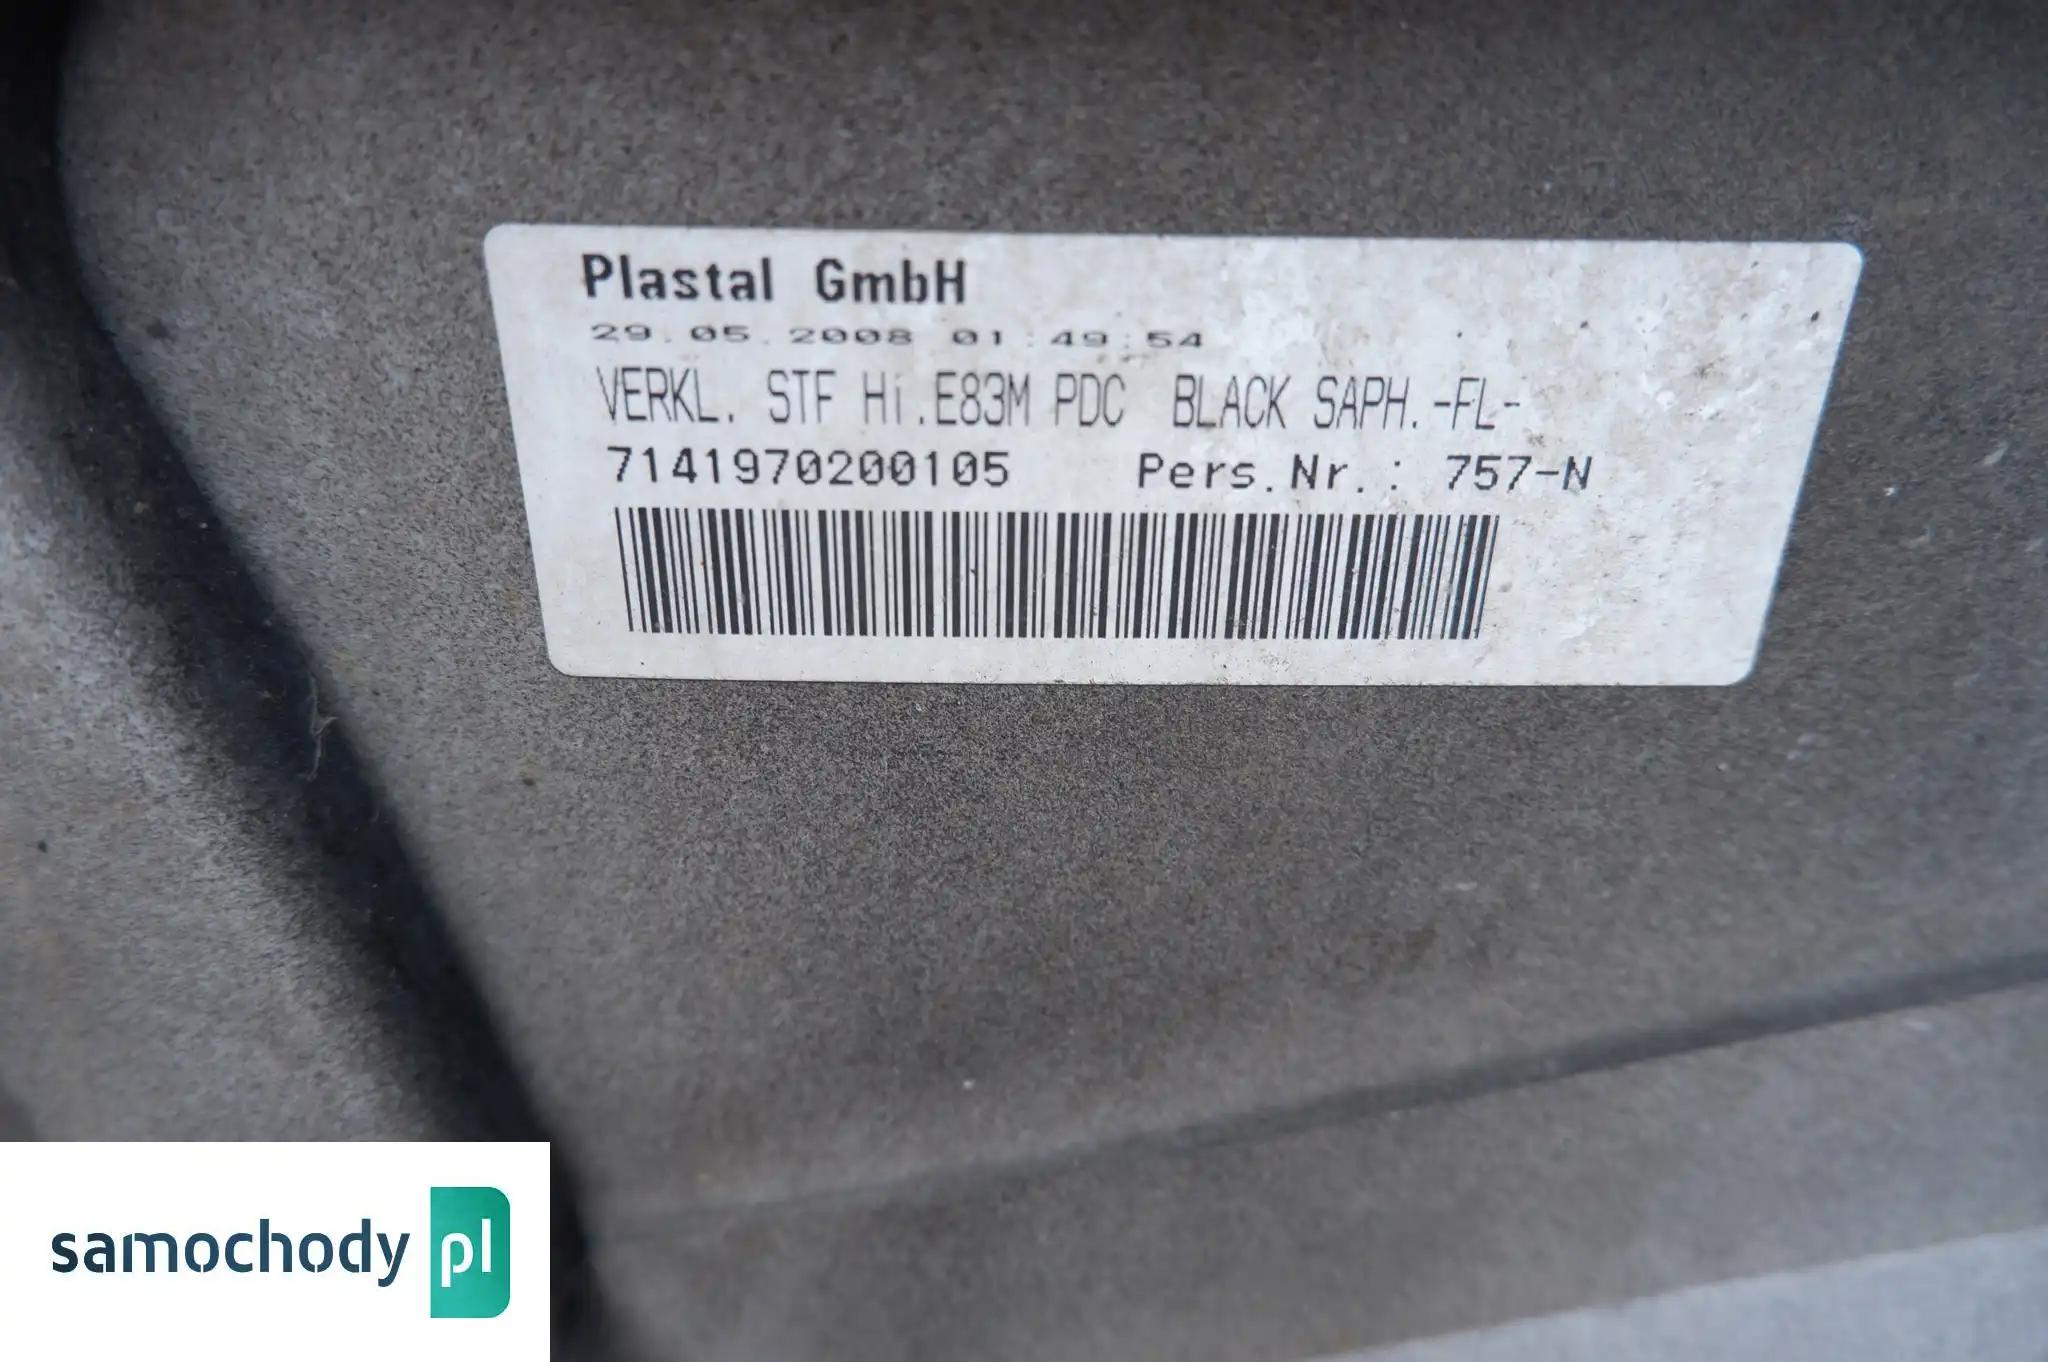 Plastal GmbH
29.05.2008 01:49:54
VERKL. STF Hi.E83M PDC BLACK SAPH.-FL-
7141970200105 Pers.Nr.: 757-N
samochody pl